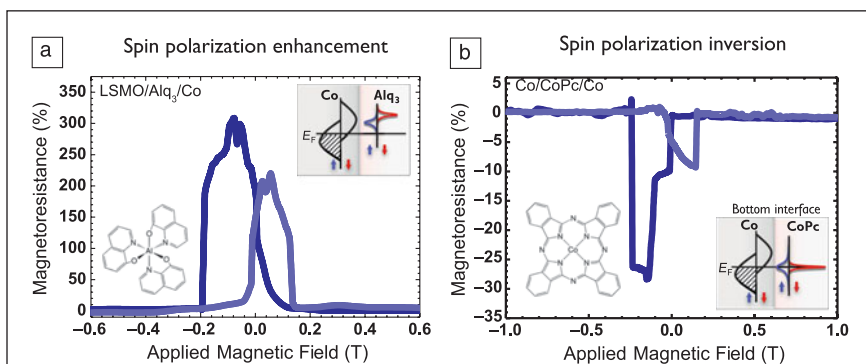 a
Spin polarization enhancement
LSMO/Alq3/Co
Co
Alq3
EF
Magnetoresistance (%)
350
300
250
200
150
100
50
0
-0.6
-0.4
-0.2
0.0
0.2
0.4
0.6
Applied Magnetic Field (T)
N
N
N
O
O
O
Al
b
Spin polarization inversion
Co/CoPc/Co
Magnetoresistance (%)
5
0
−5
−10
−15
−20
−25
−30
−35
-1.0
-0.5
0.0
0.5
1.0
Applied Magnetic Field (T)
Bottom interface
Co
CoPc
EF
N
N
N
N
Co
N
N
N
N